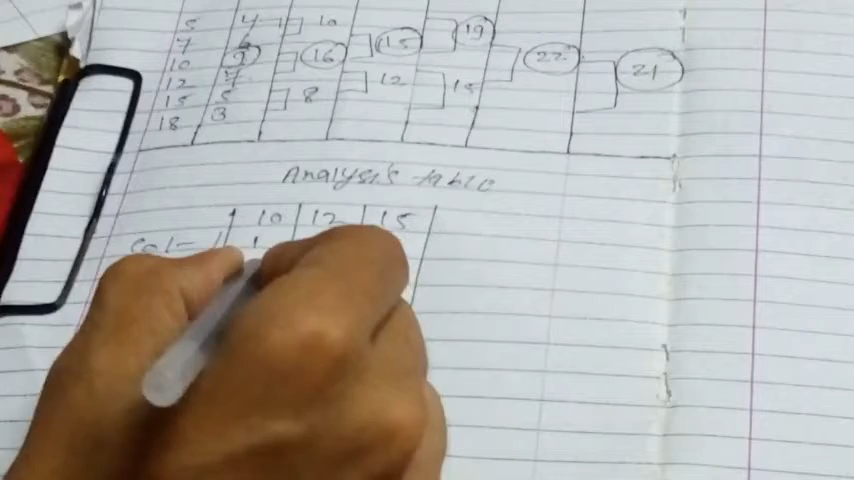 5 4 10 19
7 6 15 22 21
10 9 16
12 7 12 15
15 5 8
18 3
Analysis table
10 12 15
Col-1 1